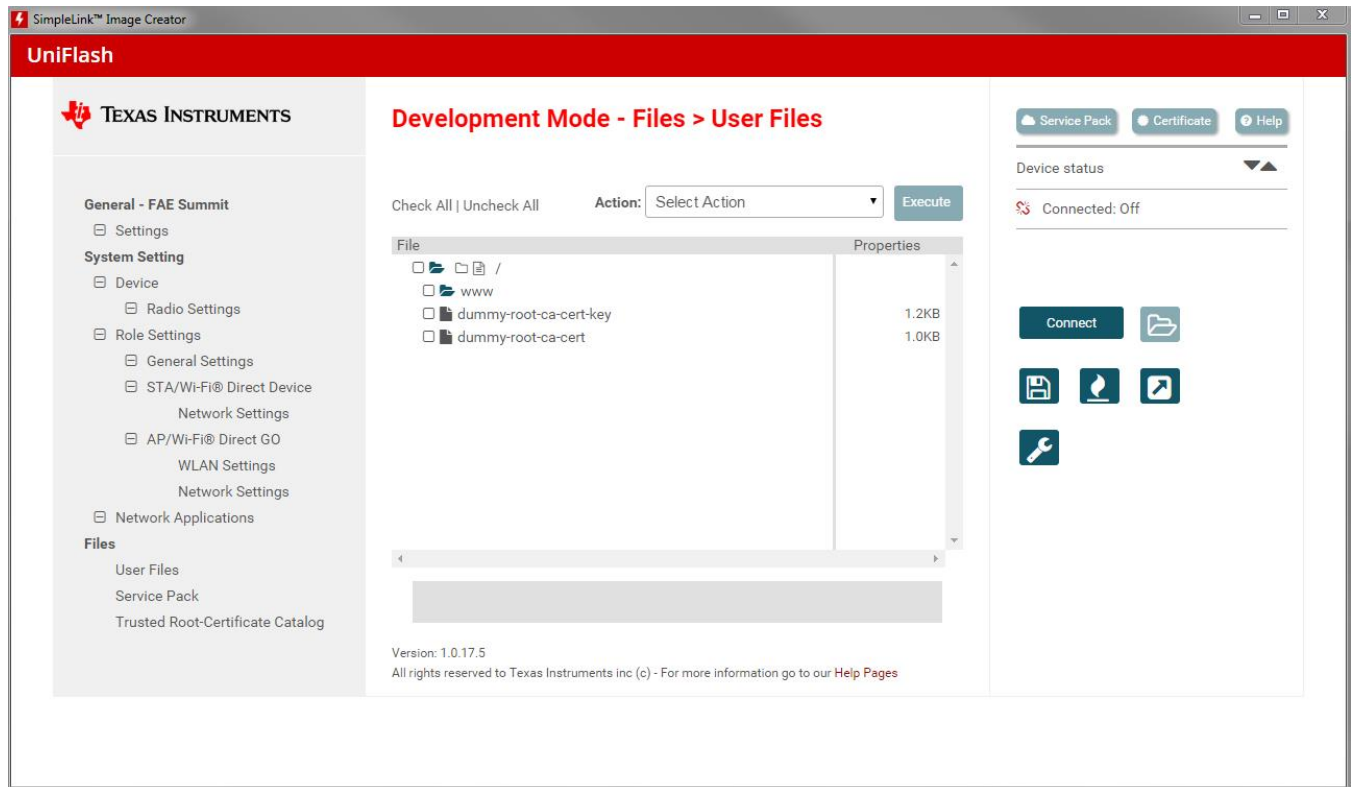 SimpleLink™ Image Creator
UniFlash
TEXAS INSTRUMENTS
General - FAE Summit
Settings
System Setting
Device
Radio Settings
Role Settings
General Settings
STA/Wi-Fi® Direct Device
Network Settings
AP/Wi-Fi® Direct GO
WLAN Settings
Network Settings
Network Applications
Files
User Files
Service Pack
Trusted Root-Certificate Catalog
Development Mode - Files > User Files
Check All | Uncheck All Action: Select Action Execute
File Properties
/
www
dummy-root-ca-cert-key 1.2KB
dummy-root-ca-cert 1.0KB
Version: 1.0.17.5
All rights reserved to Texas Instruments inc (c) - For more information go to our Help Pages
Service Pack Certificate Help
Device status
Connected: Off
Connect